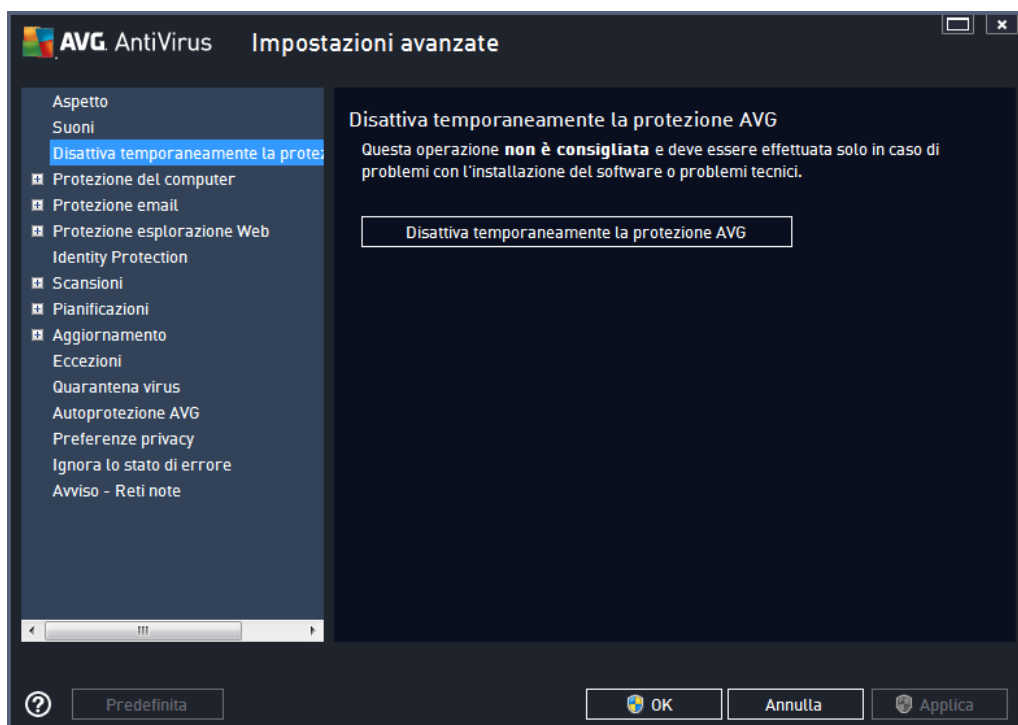 AVG. AntiVirus Impostazioni avanzate
Aspetto
Suoni
Disattiva temporaneamente la protez
Protezione del computer
Protezione email
Protezione esplorazione Web
Identity Protection
Scansioni
Pianificazioni
Aggiornamento
Eccezioni
Quarantena virus
Autoprotezione AVG
Preferenze privacy
Ignora lo stato di errore
Avviso - Reti note
Disattiva temporaneamente la protezione AVG
Questa operazione non è consigliata e deve essere effettuata solo in caso di
problemi con l'installazione del software o problemi tecnici.
Disattiva temporaneamente la protezione AVG
Predefinita
OK
Annulla
Applica